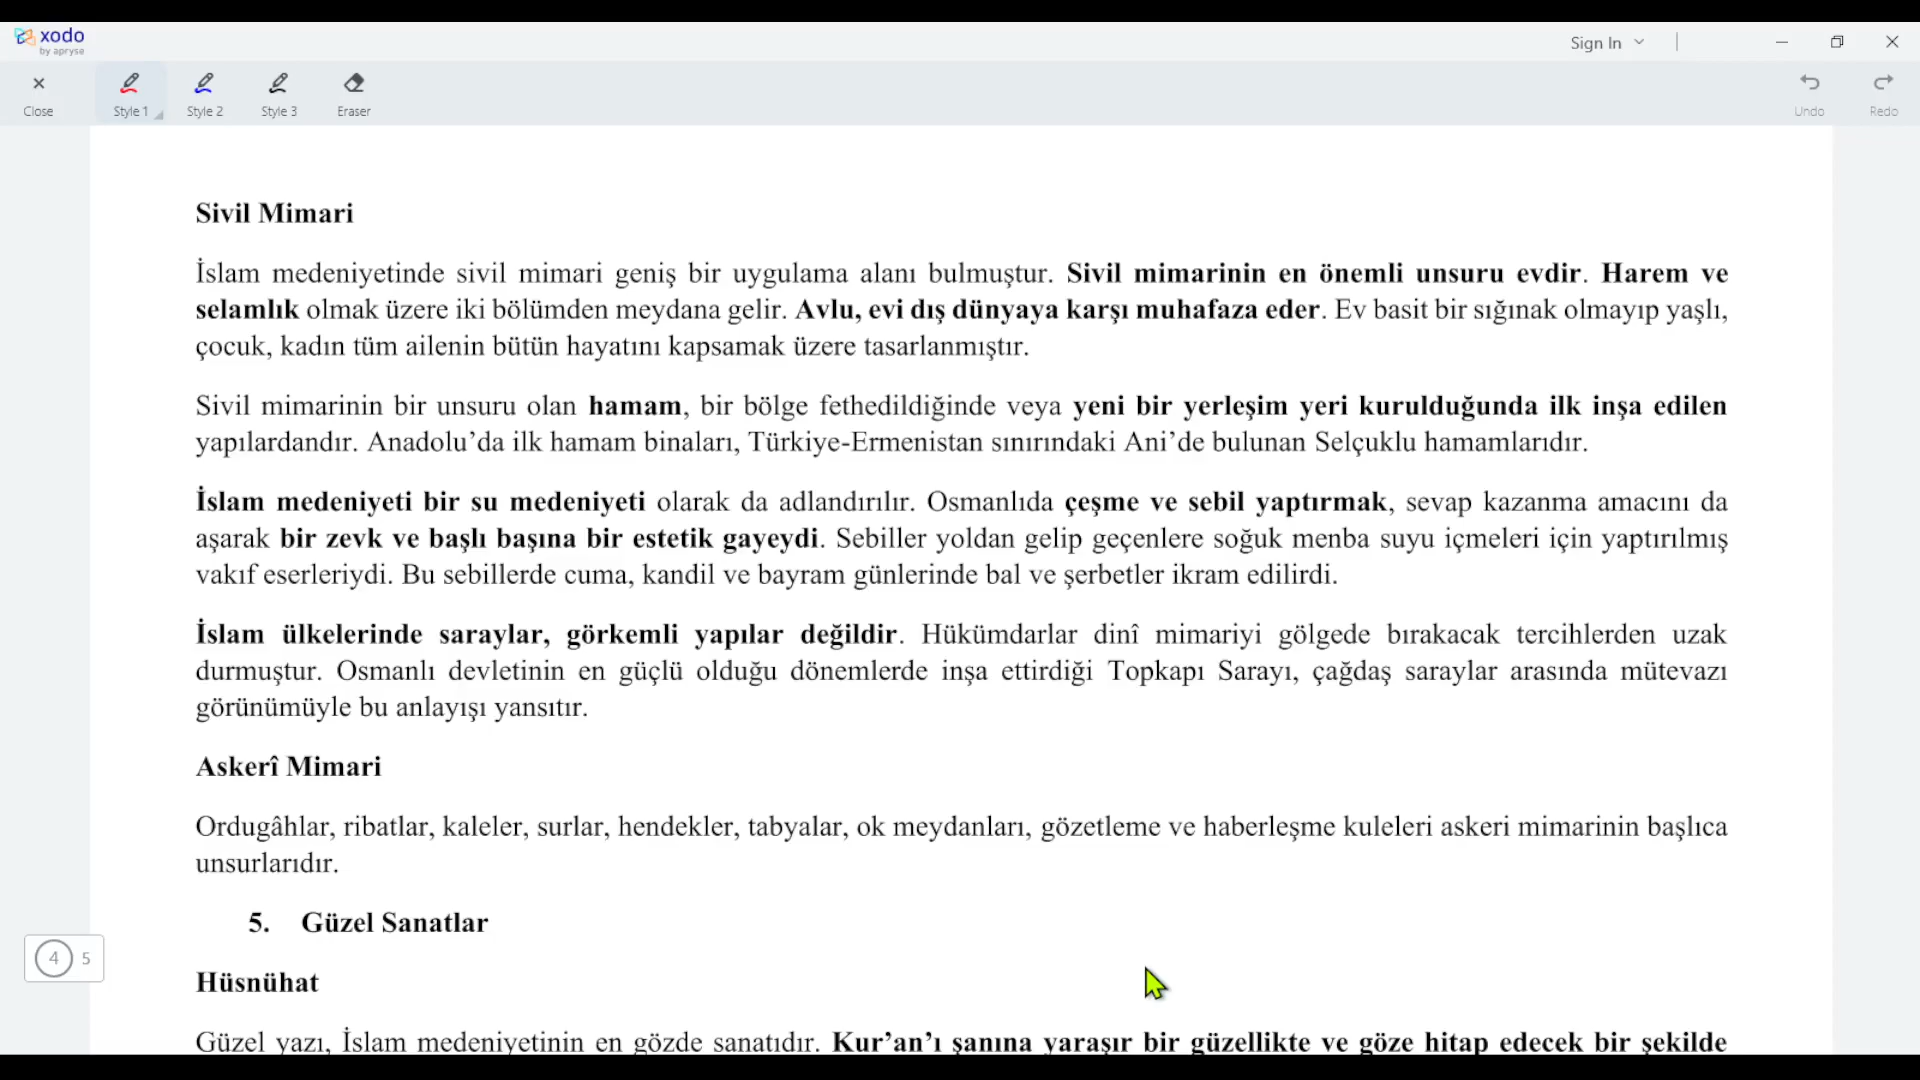 xodo
by apryse
Sign In
Close
Style 1
Style 2
Style 3
Eraser
Undo
Redo
Sivil Mimari
İslam medeniyetinde sivil mimari geniş bir uygulama alanı bulmuştur. Sivil mimarinin en önemli unsuru evdir. Harem ve
selamlık olmak üzere iki bölümden meydana gelir. Avlu, evi dış dünyaya karşı muhafaza eder. Ev basit bir sığınak olmayıp yaşlı,
çocuk, kadın tüm ailenin bütün hayatını kapsamak üzere tasarlanmıştır.
Sivil mimarinin bir unsuru olan hamam, bir bölge fethedildiğinde veya yeni bir yerleşim yeri kurulduğunda ilk inşa edilen
yapılardandır. Anadolu’da ilk hamam binaları, Türkiye-Ermenistan sınırındaki Ani’de bulunan Selçuklu hamamlarıdır.
İslam medeniyeti bir su medeniyeti olarak da adlandırılır. Osmanlıda çeşme ve sebil yaptırmak, sevap kazanma amacını da
aşarak bir zevk ve başlı başına bir estetik gayeydi. Sebiller yoldan gelip geçenlere soğuk menba suyu içmeleri için yaptırılmış
vakıf eserleriydi. Bu sebillerde cuma, kandil ve bayram günlerinde bal ve şerbetler ikram edilirdi.
İslam ülkelerinde saraylar, görkemli yapılar değildir. Hükümdarlar dinî mimariyi gölgede bırakacak tercihlerden uzak
durmuştur. Osmanlı devletinin en güçlü olduğu dönemlerde inşa ettirdiği Topkapı Sarayı, çağdaş saraylar arasında mütevazı
görünümüyle bu anlayışı yansıtır.
Askerî Mimari
Ordugâhlar, ribatlar, kaleler, surlar, hendekler, tabyalar, ok meydanları, gözetleme ve haberleşme kuleleri askeri mimarinin başlıca
unsurlarıdır.
5. Güzel Sanatlar
4 5
Hüsnühat
Güzel yazı, İslam medeniyetinin en gözde sanatıdır. Kur’an’ı şanına yaraşır bir güzellikte ve göze hitap edecek bir şekilde